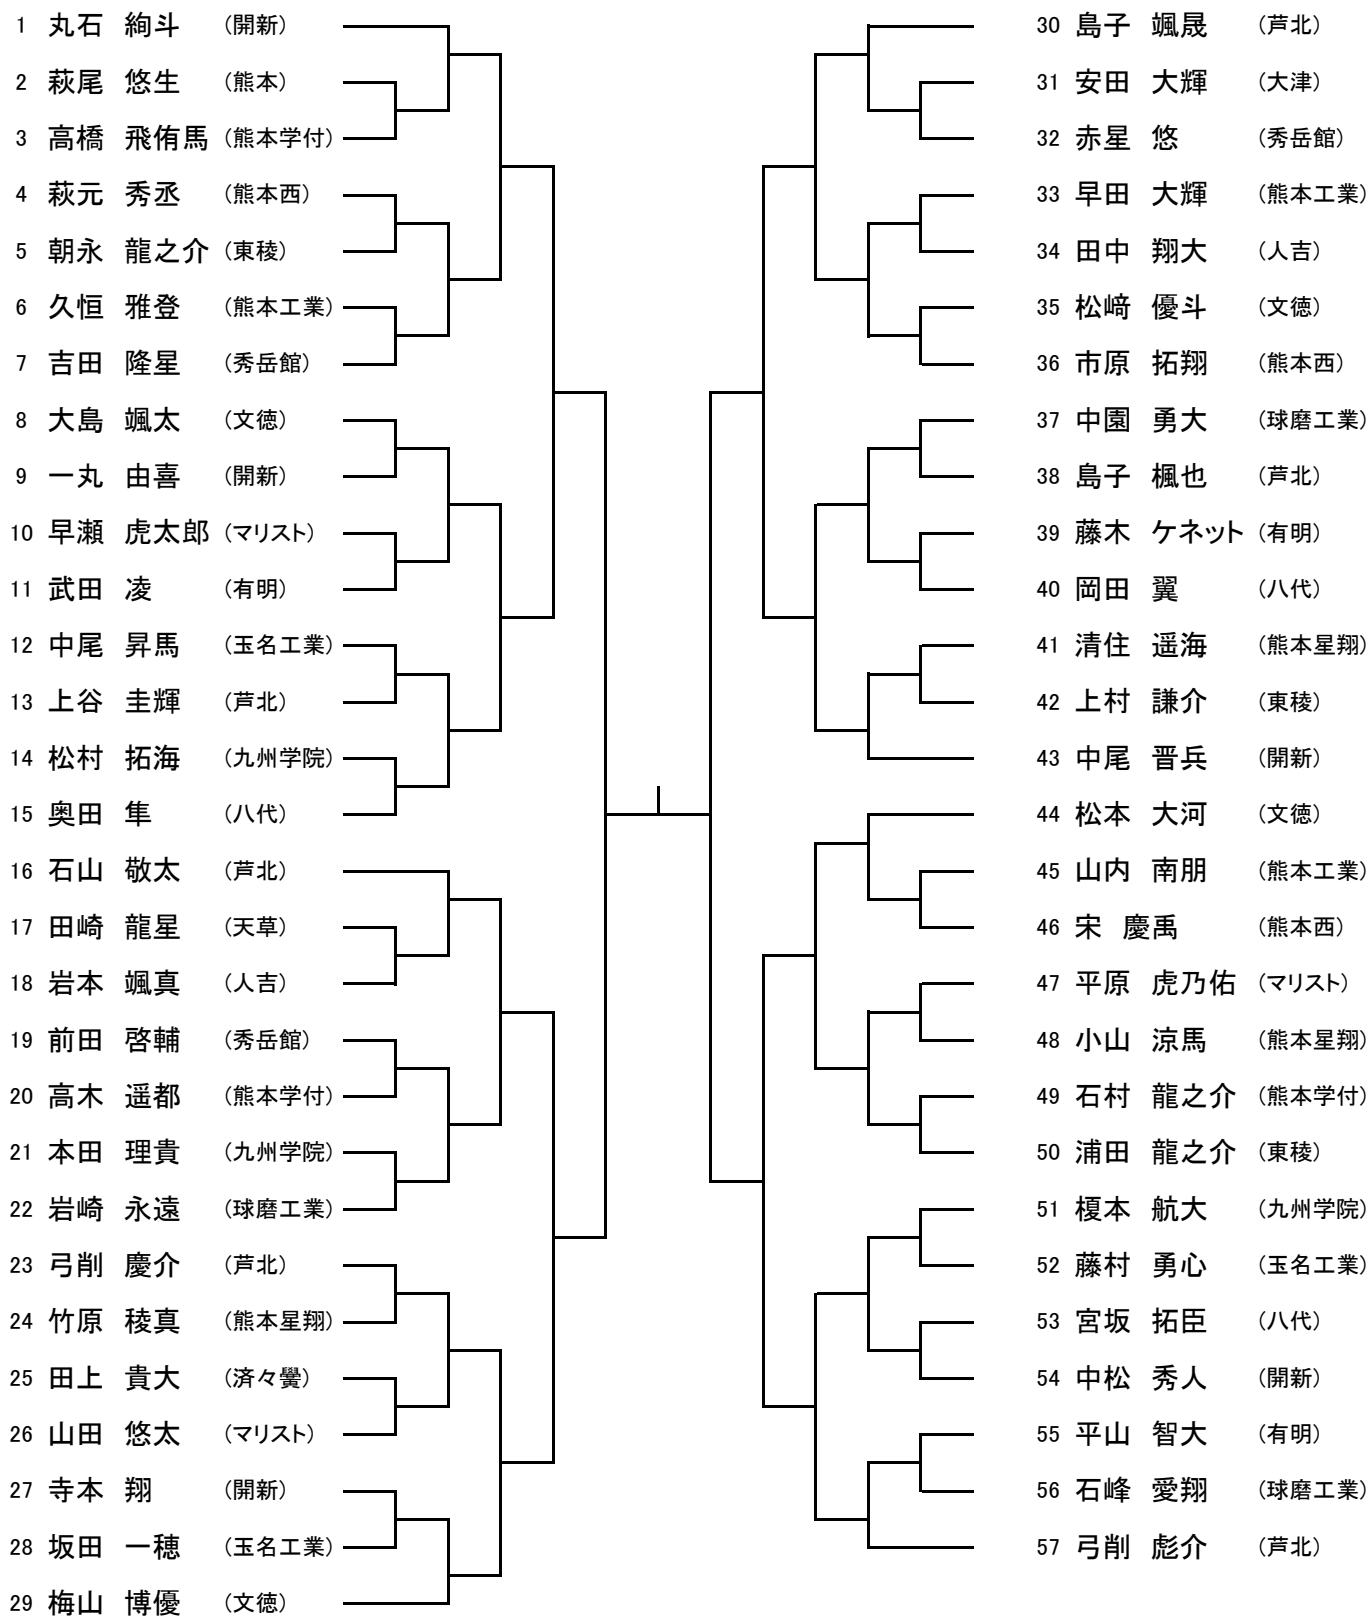 1 丸石 絢斗 (開新)
2 萩尾 悠生 (熊本)
3 高橋 飛侑馬 (熊本学付)
4 萩元 秀丞 (熊本西)
5 朝永 龍之介 (東稜)
6 久恒 雅登 (熊本工業)
7 吉田 隆星 (秀岳館)
8 大島 颯太 (文徳)
9 一丸 由喜 (開新)
10 早瀬 虎太郎 (マリスト)
11 武田 凌 (有明)
12 中尾 昇馬 (玉名工業)
13 上谷 圭輝 (芦北)
14 松村 拓海 (九州学院)
15 奥田 隼 (八代)
16 石山 敬太 (芦北)
17 田崎 龍星 (天草)
18 岩本 颯真 (人吉)
19 前田 啓輔 (秀岳館)
20 高木 遥都 (熊本学付)
21 本田 理貴 (九州学院)
22 岩崎 永遠 (球磨工業)
23 弓削 慶介 (芦北)
24 竹原 稜真 (熊本星翔)
25 田上 貴大 (済々黌)
26 山田 悠太 (マリスト)
27 寺本 翔 (開新)
28 坂田 一穂 (玉名工業)
29 梅山 博優 (文徳)
30 島子 颯晟 (芦北)
31 安田 大輝 (大津)
32 赤星 悠 (秀岳館)
33 早田 大輝 (熊本工業)
34 田中 翔大 (人吉)
35 松﨑 優斗 (文徳)
36 市原 拓翔 (熊本西)
37 中園 勇大 (球磨工業)
38 島子 楓也 (芦北)
39 藤木 ケネット (有明)
40 岡田 翼 (八代)
41 清住 遥海 (熊本星翔)
42 上村 謙介 (東稜)
43 中尾 晋兵 (開新)
44 松本 大河 (文徳)
45 山内 南朋 (熊本工業)
46 宋 慶禹 (熊本西)
47 平原 虎乃佑 (マリスト)
48 小山 涼馬 (熊本星翔)
49 石村 龍之介 (熊本学付)
50 浦田 龍之介 (東稜)
51 榎本 航大 (九州学院)
52 藤村 勇心 (玉名工業)
53 宮坂 拓臣 (八代)
54 中松 秀人 (開新)
55 平山 智大 (有明)
56 石峰 愛翔 (球磨工業)
57 弓削 彪介 (芦北)